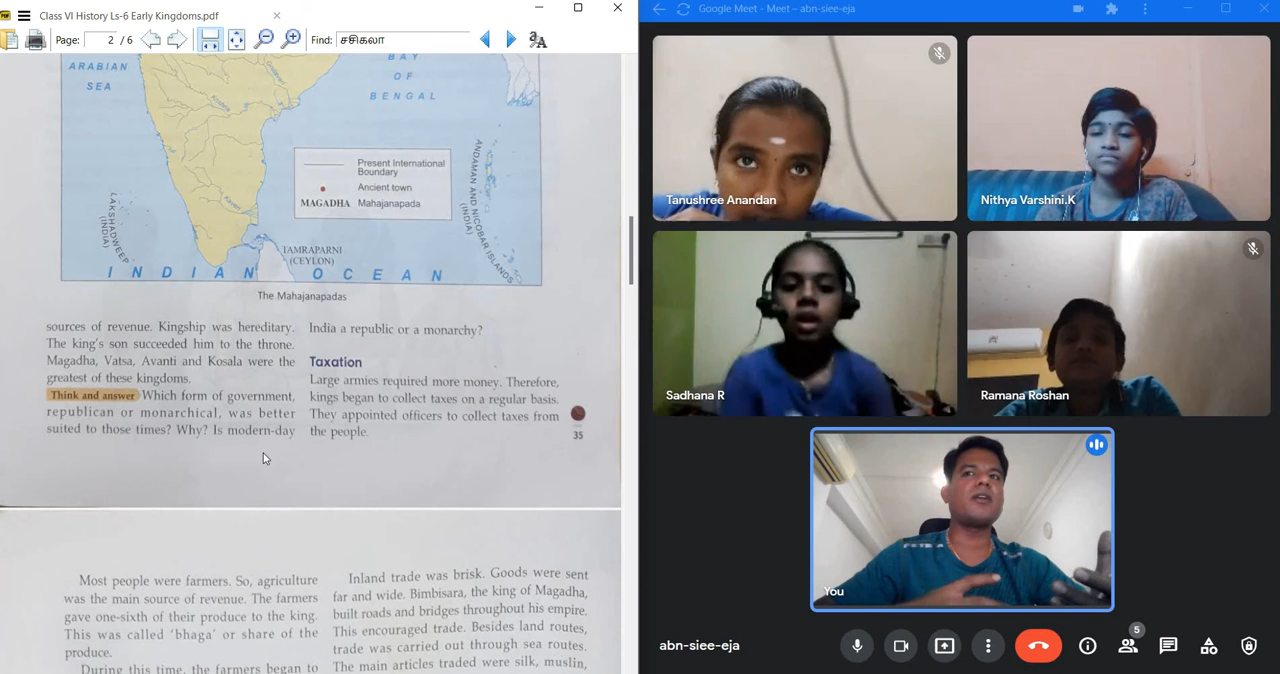 Class VI History Ls-6 Early Kingdoms.pdf
Page: 2 / 6 Find:
ARABIAN
SEA
BAY
OF
BENGAL
Godavari
Krishna
Kaveri
LAKSHADWEEP
(INDIA)
ANDAMAN AND NICOBAR ISLANDS
(INDIA)
Present International
Boundary
Ancient town
MAGADHA Mahajanapada
TAMRAPARNI
(CEYLON)
INDIAN OCEAN
The Mahajanapadas
sources of revenue. Kingship was hereditary.
The king's son succeeded him to the throne.
Magadha, Vatsa, Avanti and Kosala were the
greatest of these kingdoms.
Think and answer Which form of government,
republican or monarchical, was better
suited to those times? Why? Is modern-day
India a republic or a monarchy?
Taxation
Large armies required more money. Therefore,
kings began to collect taxes on a regular basis.
They appointed officers to collect taxes from
the people.
35
Most people were farmers. So, agriculture
was the main source of revenue. The farmers
gave one-sixth of their produce to the king.
This was called 'bhaga' or share of the
produce.
During this time, the farmers began to
Inland trade was brisk. Goods were sent
far and wide. Bimbisara, the king of Magadha,
built roads and bridges throughout his empire.
This encouraged trade. Besides land routes,
trade was carried out through sea routes.
The main articles traded were silk, muslin,
Google Meet - Meet – abn-siee-eja
Tanushree Anandan
Nithya Varshini.K
Sadhana R
Ramana Roshan
You
abn-siee-eja
5